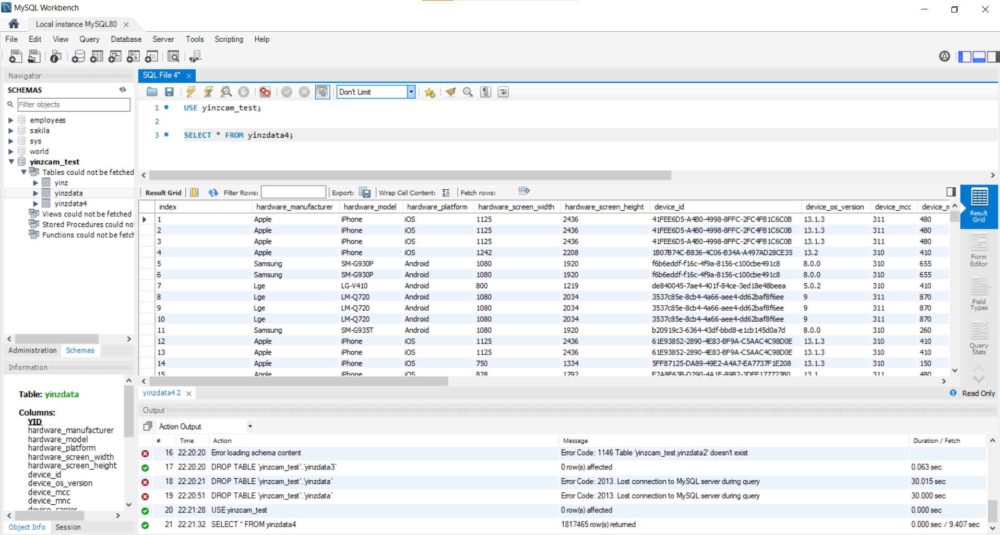 MySQL Workbench
Local instance MySQL80
File Edit View Query Database Server Tools Scripting Help
Navigator
SCHEMAS
Filter objects
employees
sakila
sys
world
yinzcam_test
Tables could not be fetched
yinz
yinzdata
yinzdata4
Views could not be fetched
Stored Procedures could not
Functions could not be fetch
Administration Schemas
Information
Table: yinzdata
Columns:
YID
hardware_manufacturer
hardware_model
hardware_platform
hardware_screen_width
hardware_screen_height
device_id
device_os_version
device_mcc
device_mnc
device_carrier
Object Info Session
SQL File 4*
Don't Limit
1 USE yinzcam_test;
2
3 SELECT * FROM yinzdata4;
Result Grid Filter Rows: Export: Wrap Cell Content: Fetch rows:
index hardware_manufacturer hardware_model hardware_platform hardware_screen_width hardware_screen_height device_id device_os_version device_mcc device_m
1 Apple iPhone iOS 1125 2436 41FEE6D5-A4B0-4998-8FFC-2FC4FB1C6C0B 13.1.3 311 480
2 Apple iPhone iOS 1125 2436 41FEE6D5-A4B0-4998-8FFC-2FC4FB1C6C0B 13.1.3 311 480
3 Apple iPhone iOS 1125 2436 41FEE6D5-A4B0-4998-8FFC-2FC4FB1C6C0B 13.1.3 311 480
4 Apple iPhone iOS 1242 2208 1B07B74C-B836-4C06-B34A-A497AD28CE35 13.2 310 410
5 Samsung SM-G930P Android 1080 1920 f6b6eddf-f16c-4f9a-8156-c100cbe491c8 8.0.0 310 655
6 Samsung SM-G930P Android 1080 1920 f6b6eddf-f16c-4f9a-8156-c100cbe491c8 8.0.0 310 655
7 Lge LG-V410 Android 800 1219 de840045-7ae4-401f-84ce-3ed18e48beea 5.0.2 310 410
8 Lge LM-Q720 Android 1080 2034 3537c85e-8cb4-4a66-aee4-dd62baf8f6ee 9 311 870
9 Lge LM-Q720 Android 1080 2034 3537c85e-8cb4-4a66-aee4-dd62baf8f6ee 9 311 870
10 Lge LM-Q720 Android 1080 2034 3537c85e-8cb4-4a66-aee4-dd62baf8f6ee 9 311 870
11 Samsung SM-G935T Android 1080 1920 b20919c3-6364-43df-bbd8-e1cb145d0a7d 8.0.0 310 260
12 Apple iPhone iOS 1125 2436 61E93852-2890-4E83-BF9A-C5AAC4C98D0E 13.1.3 310 410
13 Apple iPhone iOS 1125 2436 61E93852-2890-4E83-BF9A-C5AAC4C98D0E 13.1.3 310 410
14 Apple iPhone iOS 750 1334 5FF87125-DA89-49E2-A4A7-EA7737F1E208 13.1.3 310 150
15 Apple iPhone iOS 828 1792 E2A8E63B-D290-4A1E-89B2-3DFF177723B0 13.1 311 480
Result Grid
Form Editor
Field Types
Query Stats
yinzdata4 2
Read Only
Output
Action Output
# Time Action Message Duration / Fetch
16 22:20:20 Error loading schema content Error Code: 1146 Table 'yinzcam_test.yinzdata2' doesn't exist
17 22:20:20 DROP TABLE `yinzcam_test`.`yinzdata3` 0 row(s) affected 0.063 sec
18 22:20:21 DROP TABLE `yinzcam_test`.`yinzdata` Error Code: 2013. Lost connection to MySQL server during query 30.015 sec
19 22:20:51 DROP TABLE `yinzcam_test`.`yinzdata` Error Code: 2013. Lost connection to MySQL server during query 30.000 sec
20 22:21:28 USE yinzcam_test 0 row(s) affected 0.000 sec
21 22:21:32 SELECT * FROM yinzdata4 1817465 row(s) returned 0.000 sec / 9.407 sec